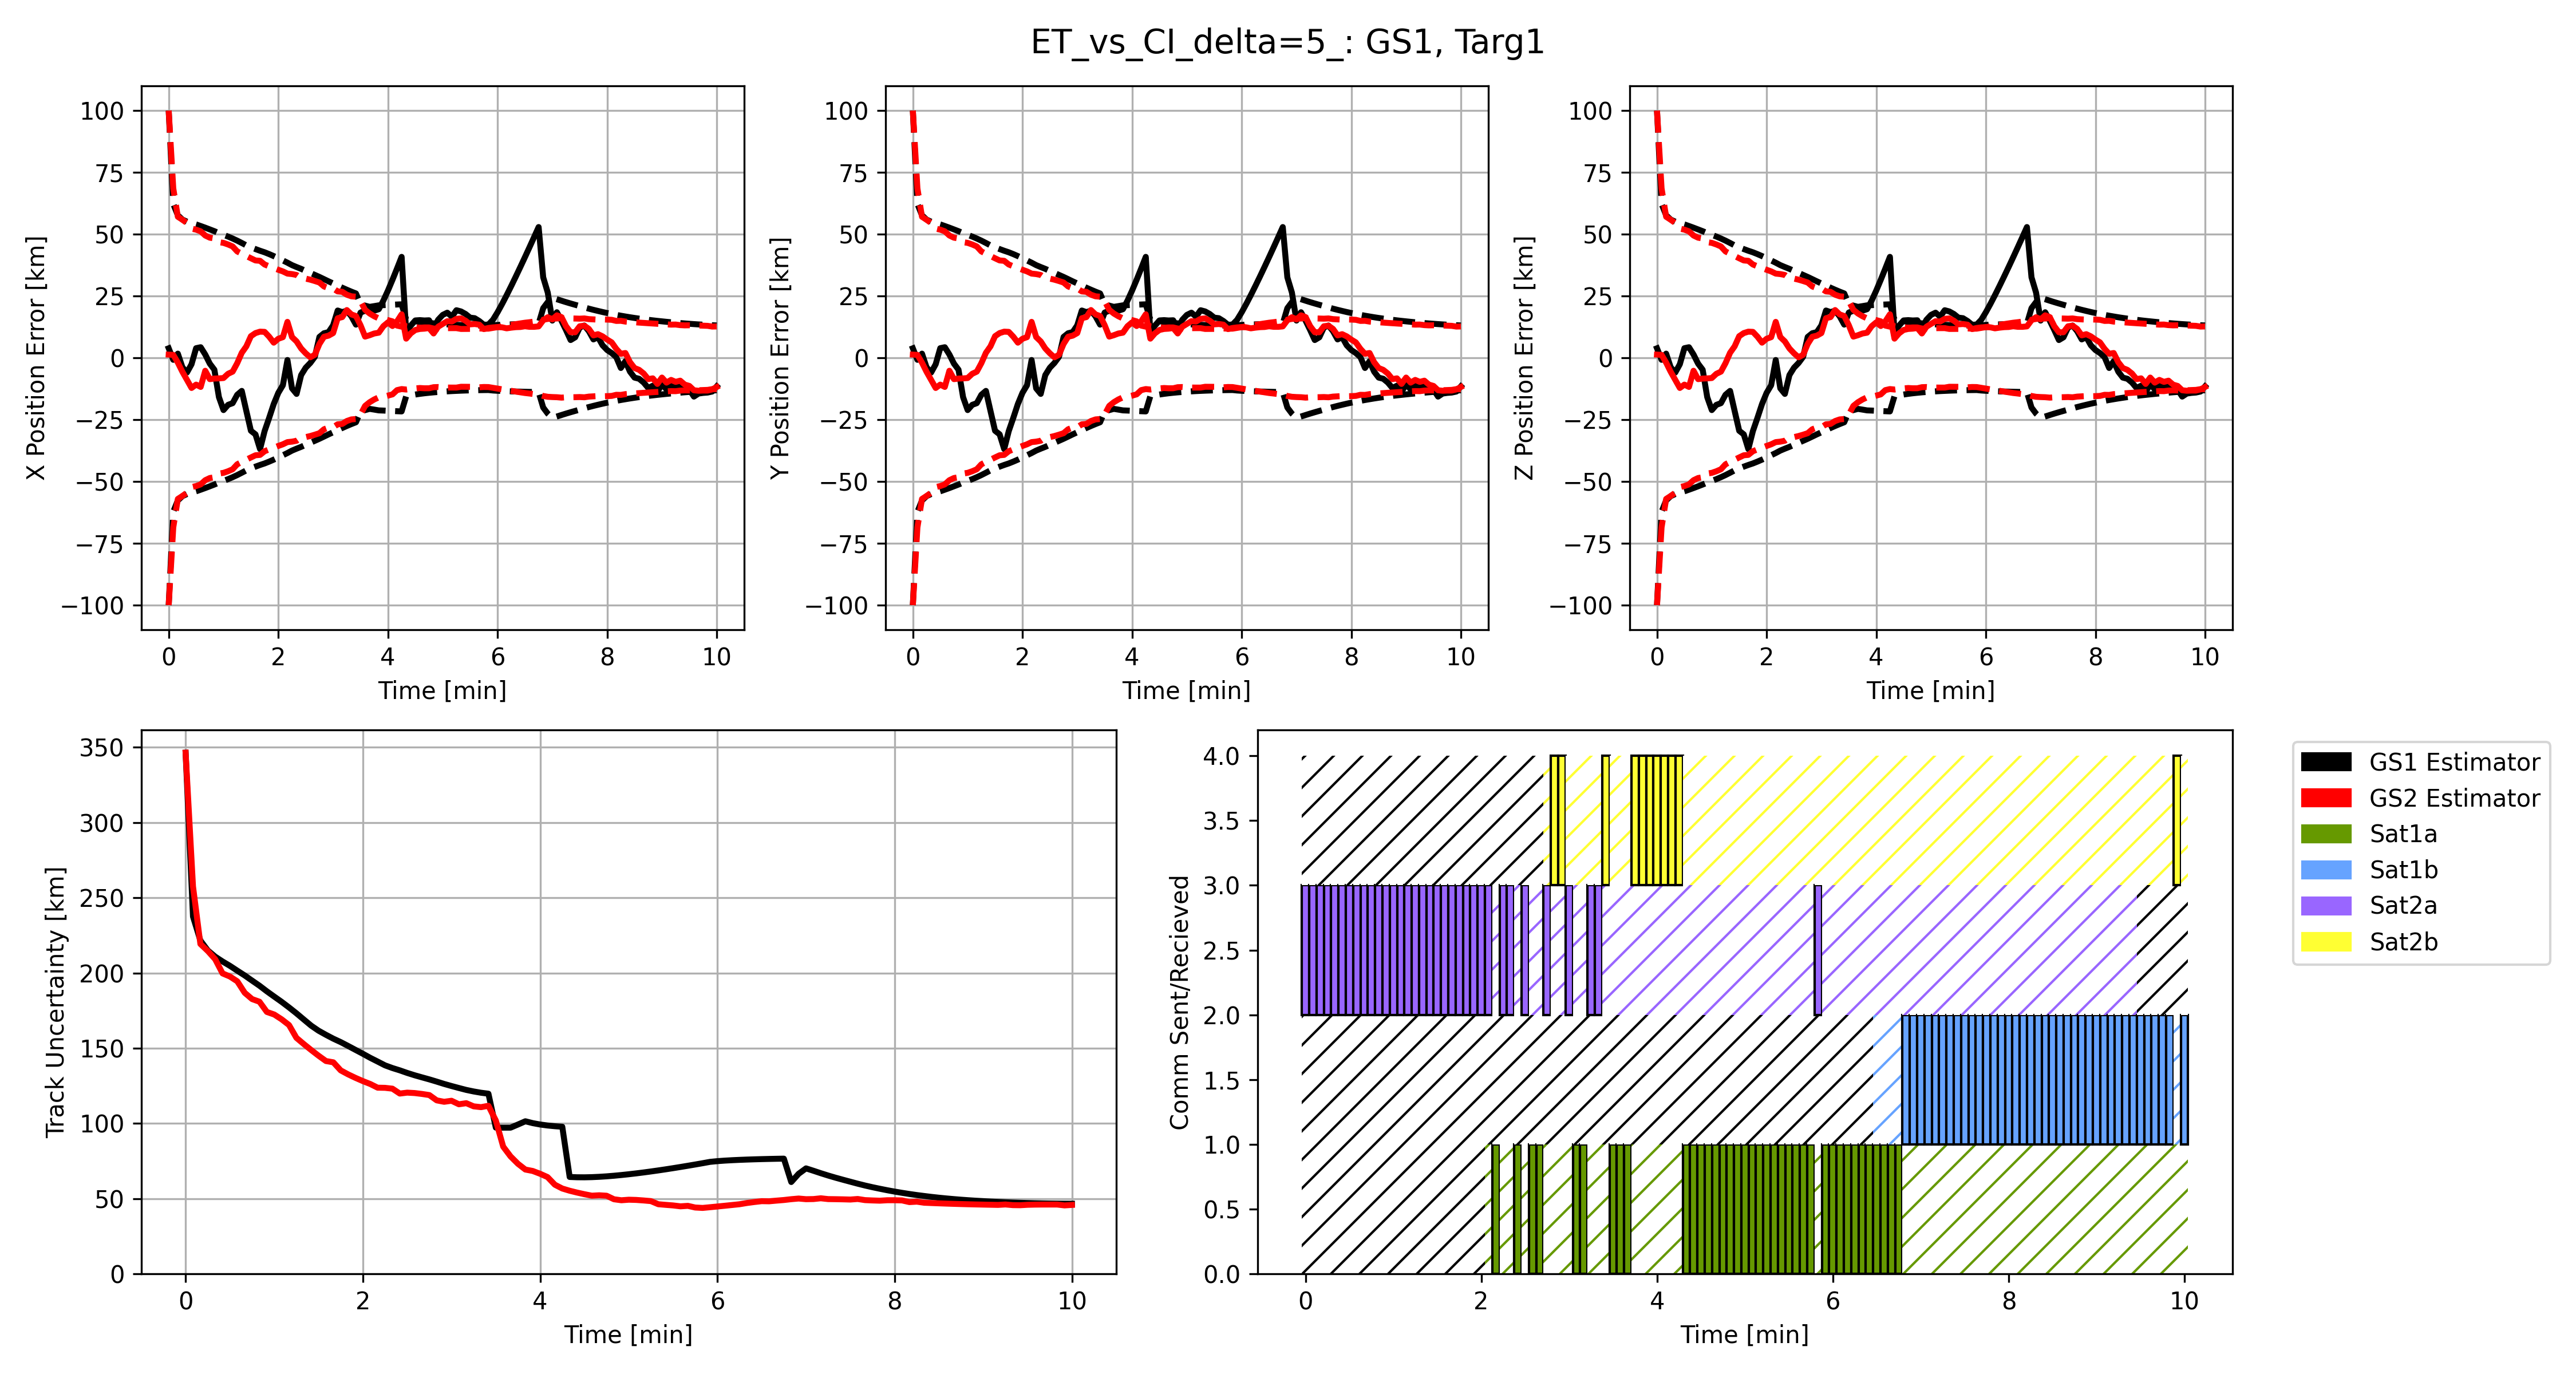 ET_vs_CI_delta=5_: GS1, Targ1
X Position Error [km]
100
75
50
25
0
−25
−50
−75
−100
0 2 4 6 8 10
Time [min]
Y Position Error [km]
100
75
50
25
0
−25
−50
−75
−100
0 2 4 6 8 10
Time [min]
Z Position Error [km]
100
75
50
25
0
−25
−50
−75
−100
0 2 4 6 8 10
Time [min]
Track Uncertainty [km]
350
300
250
200
150
100
50
0
0 2 4 6 8 10
Time [min]
Comm Sent/Recieved
4.0
3.5
3.0
2.5
2.0
1.5
1.0
0.5
0.0
0 2 4 6 8 10
Time [min]
GS1 Estimator
GS2 Estimator
Sat1a
Sat1b
Sat2a
Sat2b